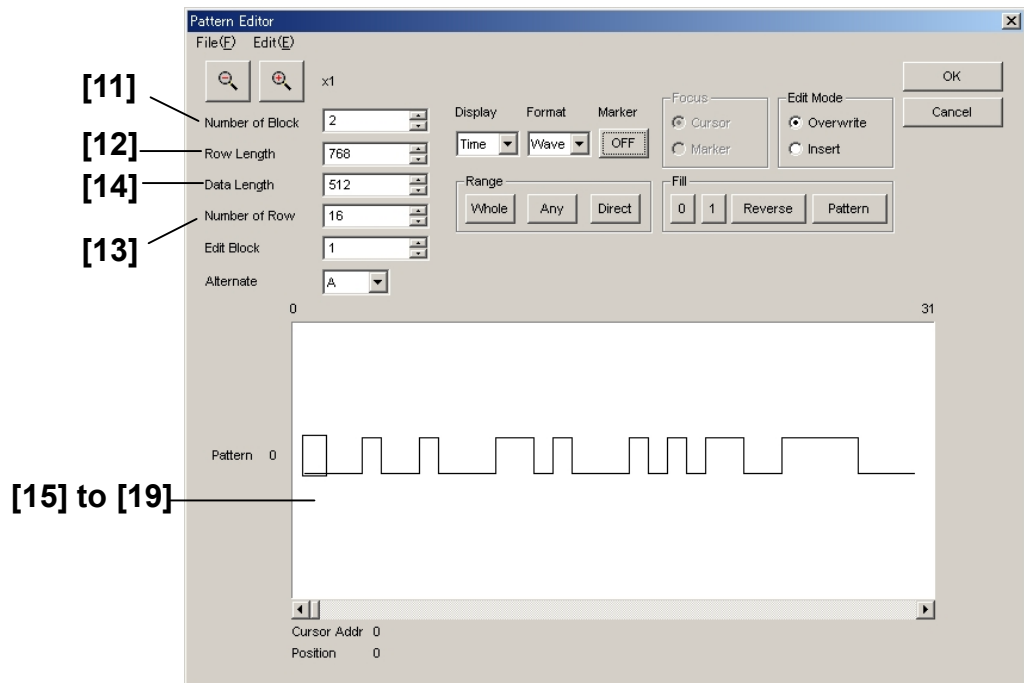 Pattern Editor
File(F) Edit(E)
x1
OK
Cancel
[11] Number of Block 2
[12] Row Length 768
[14] Data Length 512
[13] Number of Row 16
Edit Block 1
Alternate A
Display Format Marker
Time Wave OFF
Focus
Cursor
Marker
Edit Mode
Overwrite
Insert
Range
Whole Any Direct
Fill
0 1 Reverse Pattern
0 31
Pattern 0
[15] to [19]
Cursor Addr 0
Position 0